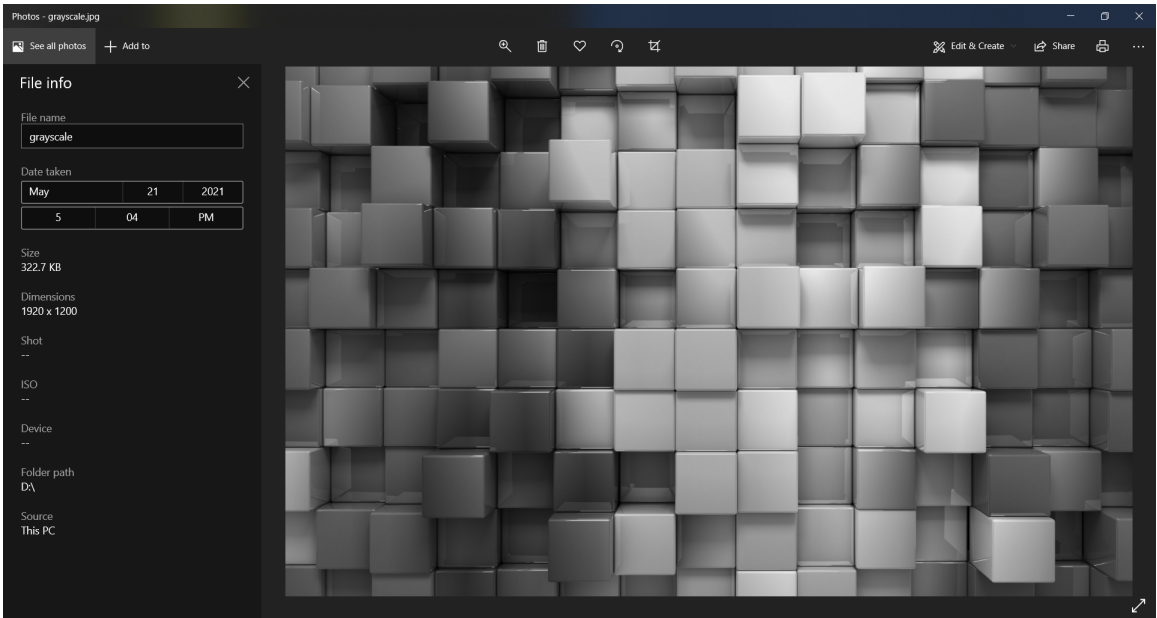 Photos - grayscale.jpg
See all photos
Add to
Edit & Create
Share
File info
File name
grayscale
Date taken
May 21 2021
5 04 PM
Size
322.7 KB
Dimensions
1920 x 1200
Shot
--
ISO
--
Device
--
Folder path
D:\
Source
This PC